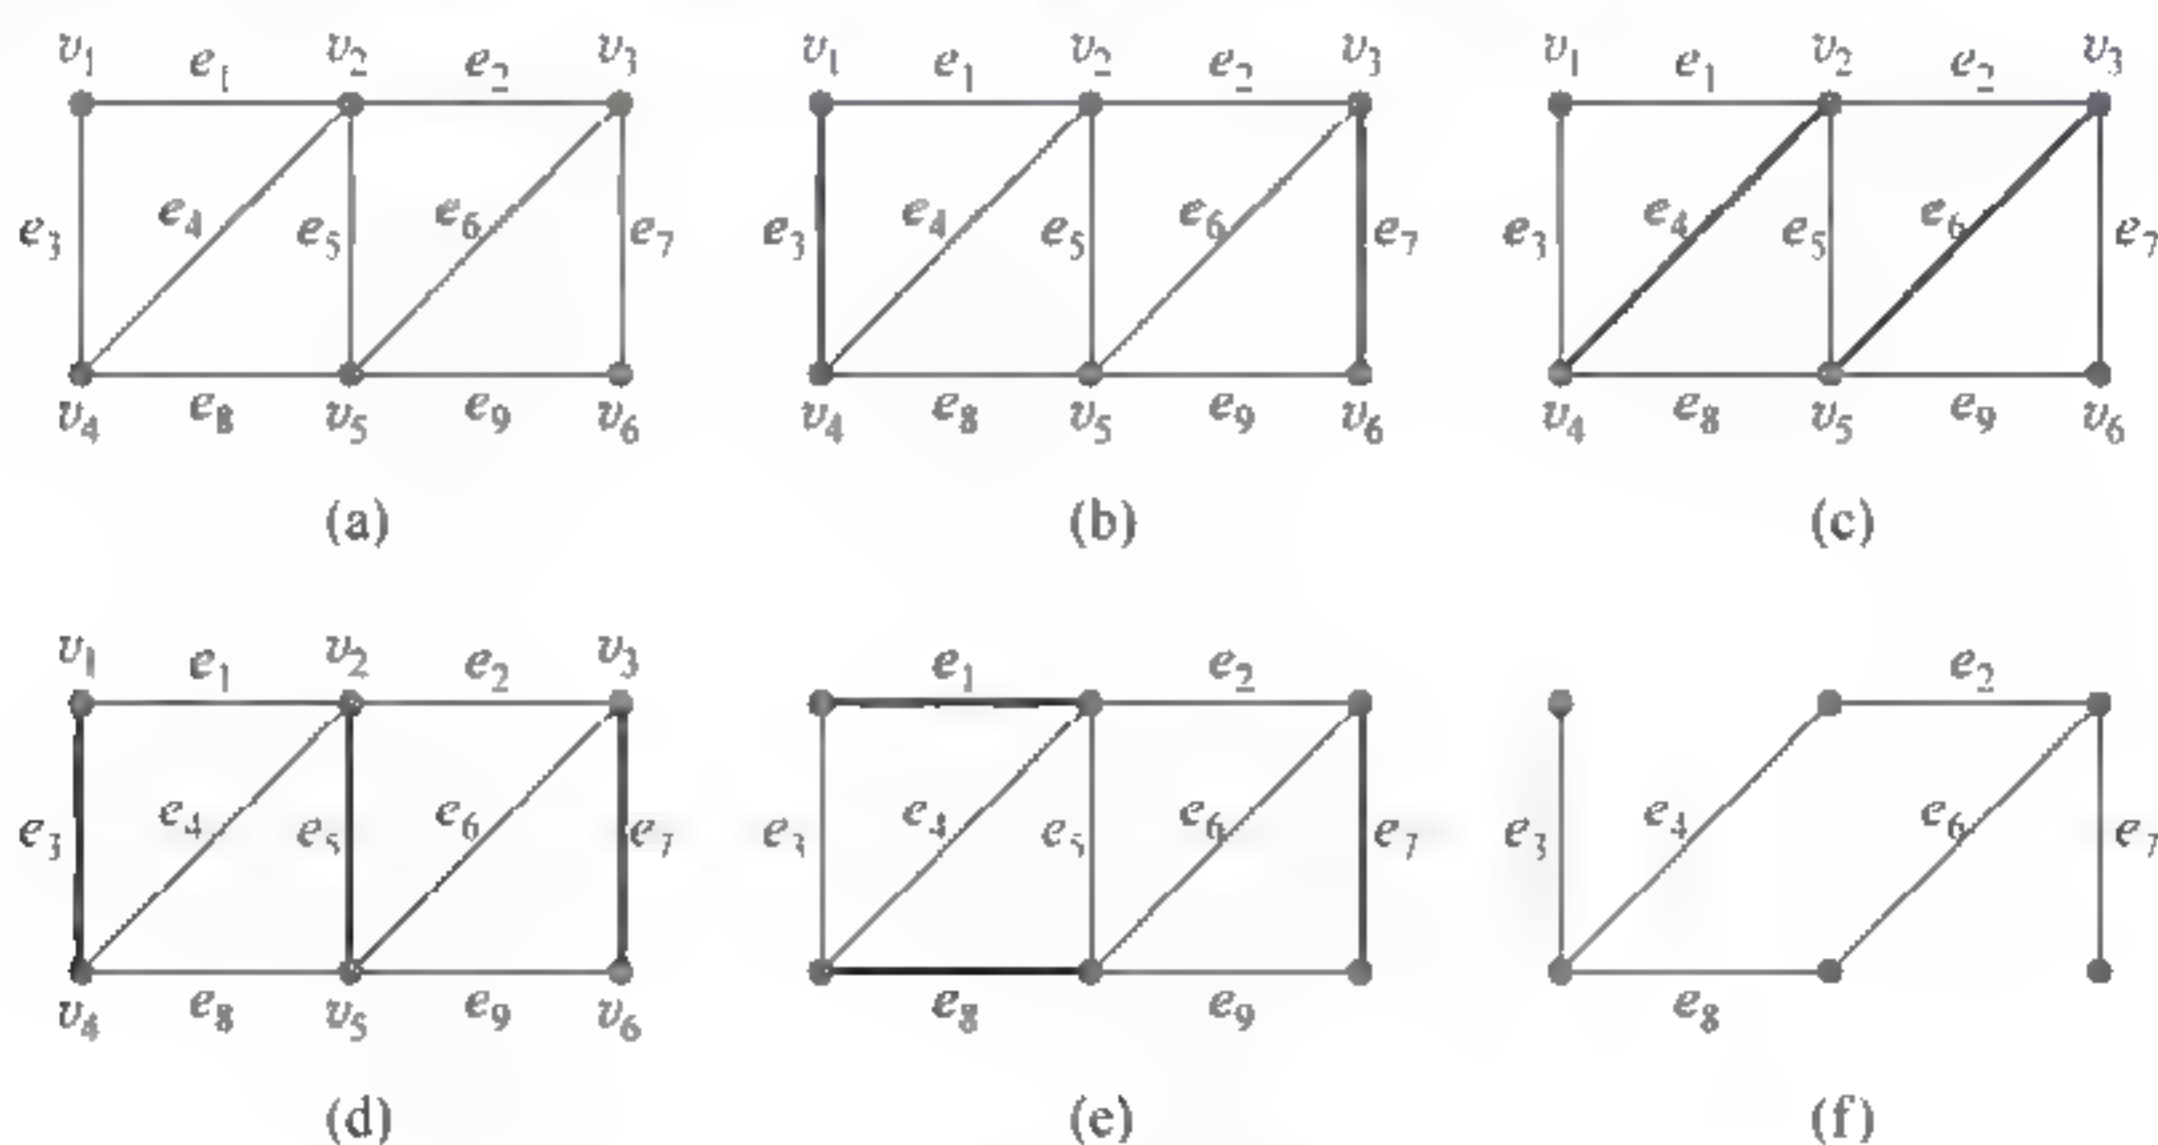 v₁ e₁ v₂ e₂ v₃ v₁ e₁ v₂ e₂ v₃ v₁ e₁ v₂ e₂ v₃
e₃ e₄ e₅ e₆ e₇ e₃ e₄ e₅ e₆ e₇ e₃ e₄ e₅ e₆ e₇
v₄ e₈ v₅ e₉ v₆ v₄ e₈ v₅ e₉ v₆ v₄ e₈ v₅ e₉ v₆
(a) (b) (c)
v₁ e₁ v₂ e₂ v₃ e₁ e₂ e₂
e₃ e₄ e₅ e₆ e₇ e₃ e₄ e₅ e₆ e₇ e₃ e₄ e₆ e₇
v₄ e₈ v₅ e₉ v₆ e₈ e₉ e₈
(d) (e) (f)